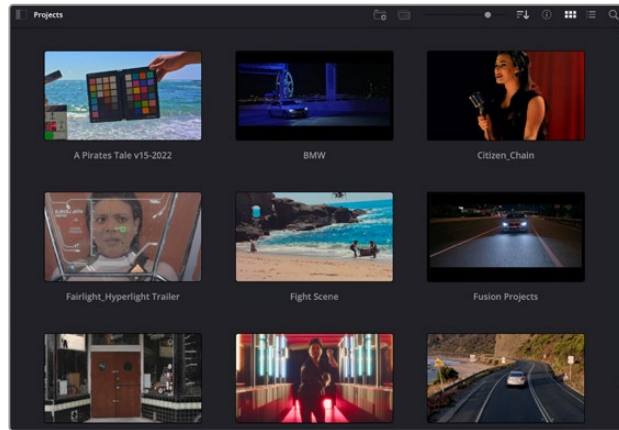 Projects
A Pirates Tale v15-2022
BMW
Citizen_Chain
Fairlight_Hyperlight Trailer
Fight Scene
Fusion Projects